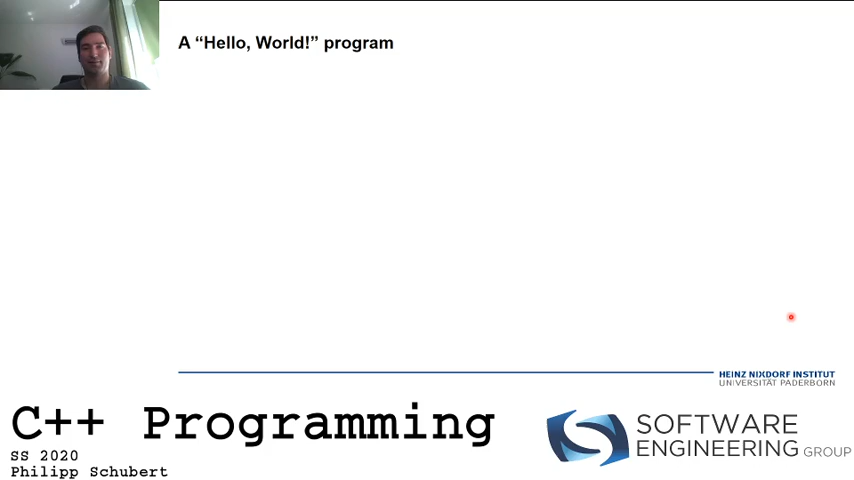 A “Hello, World!” program
HEINZ NIXDORF INSTITUT
UNIVERSITÄT PADERBORN
C++ Programming
SS 2020
Philipp Schubert
SOFTWARE
ENGINEERING GROUP